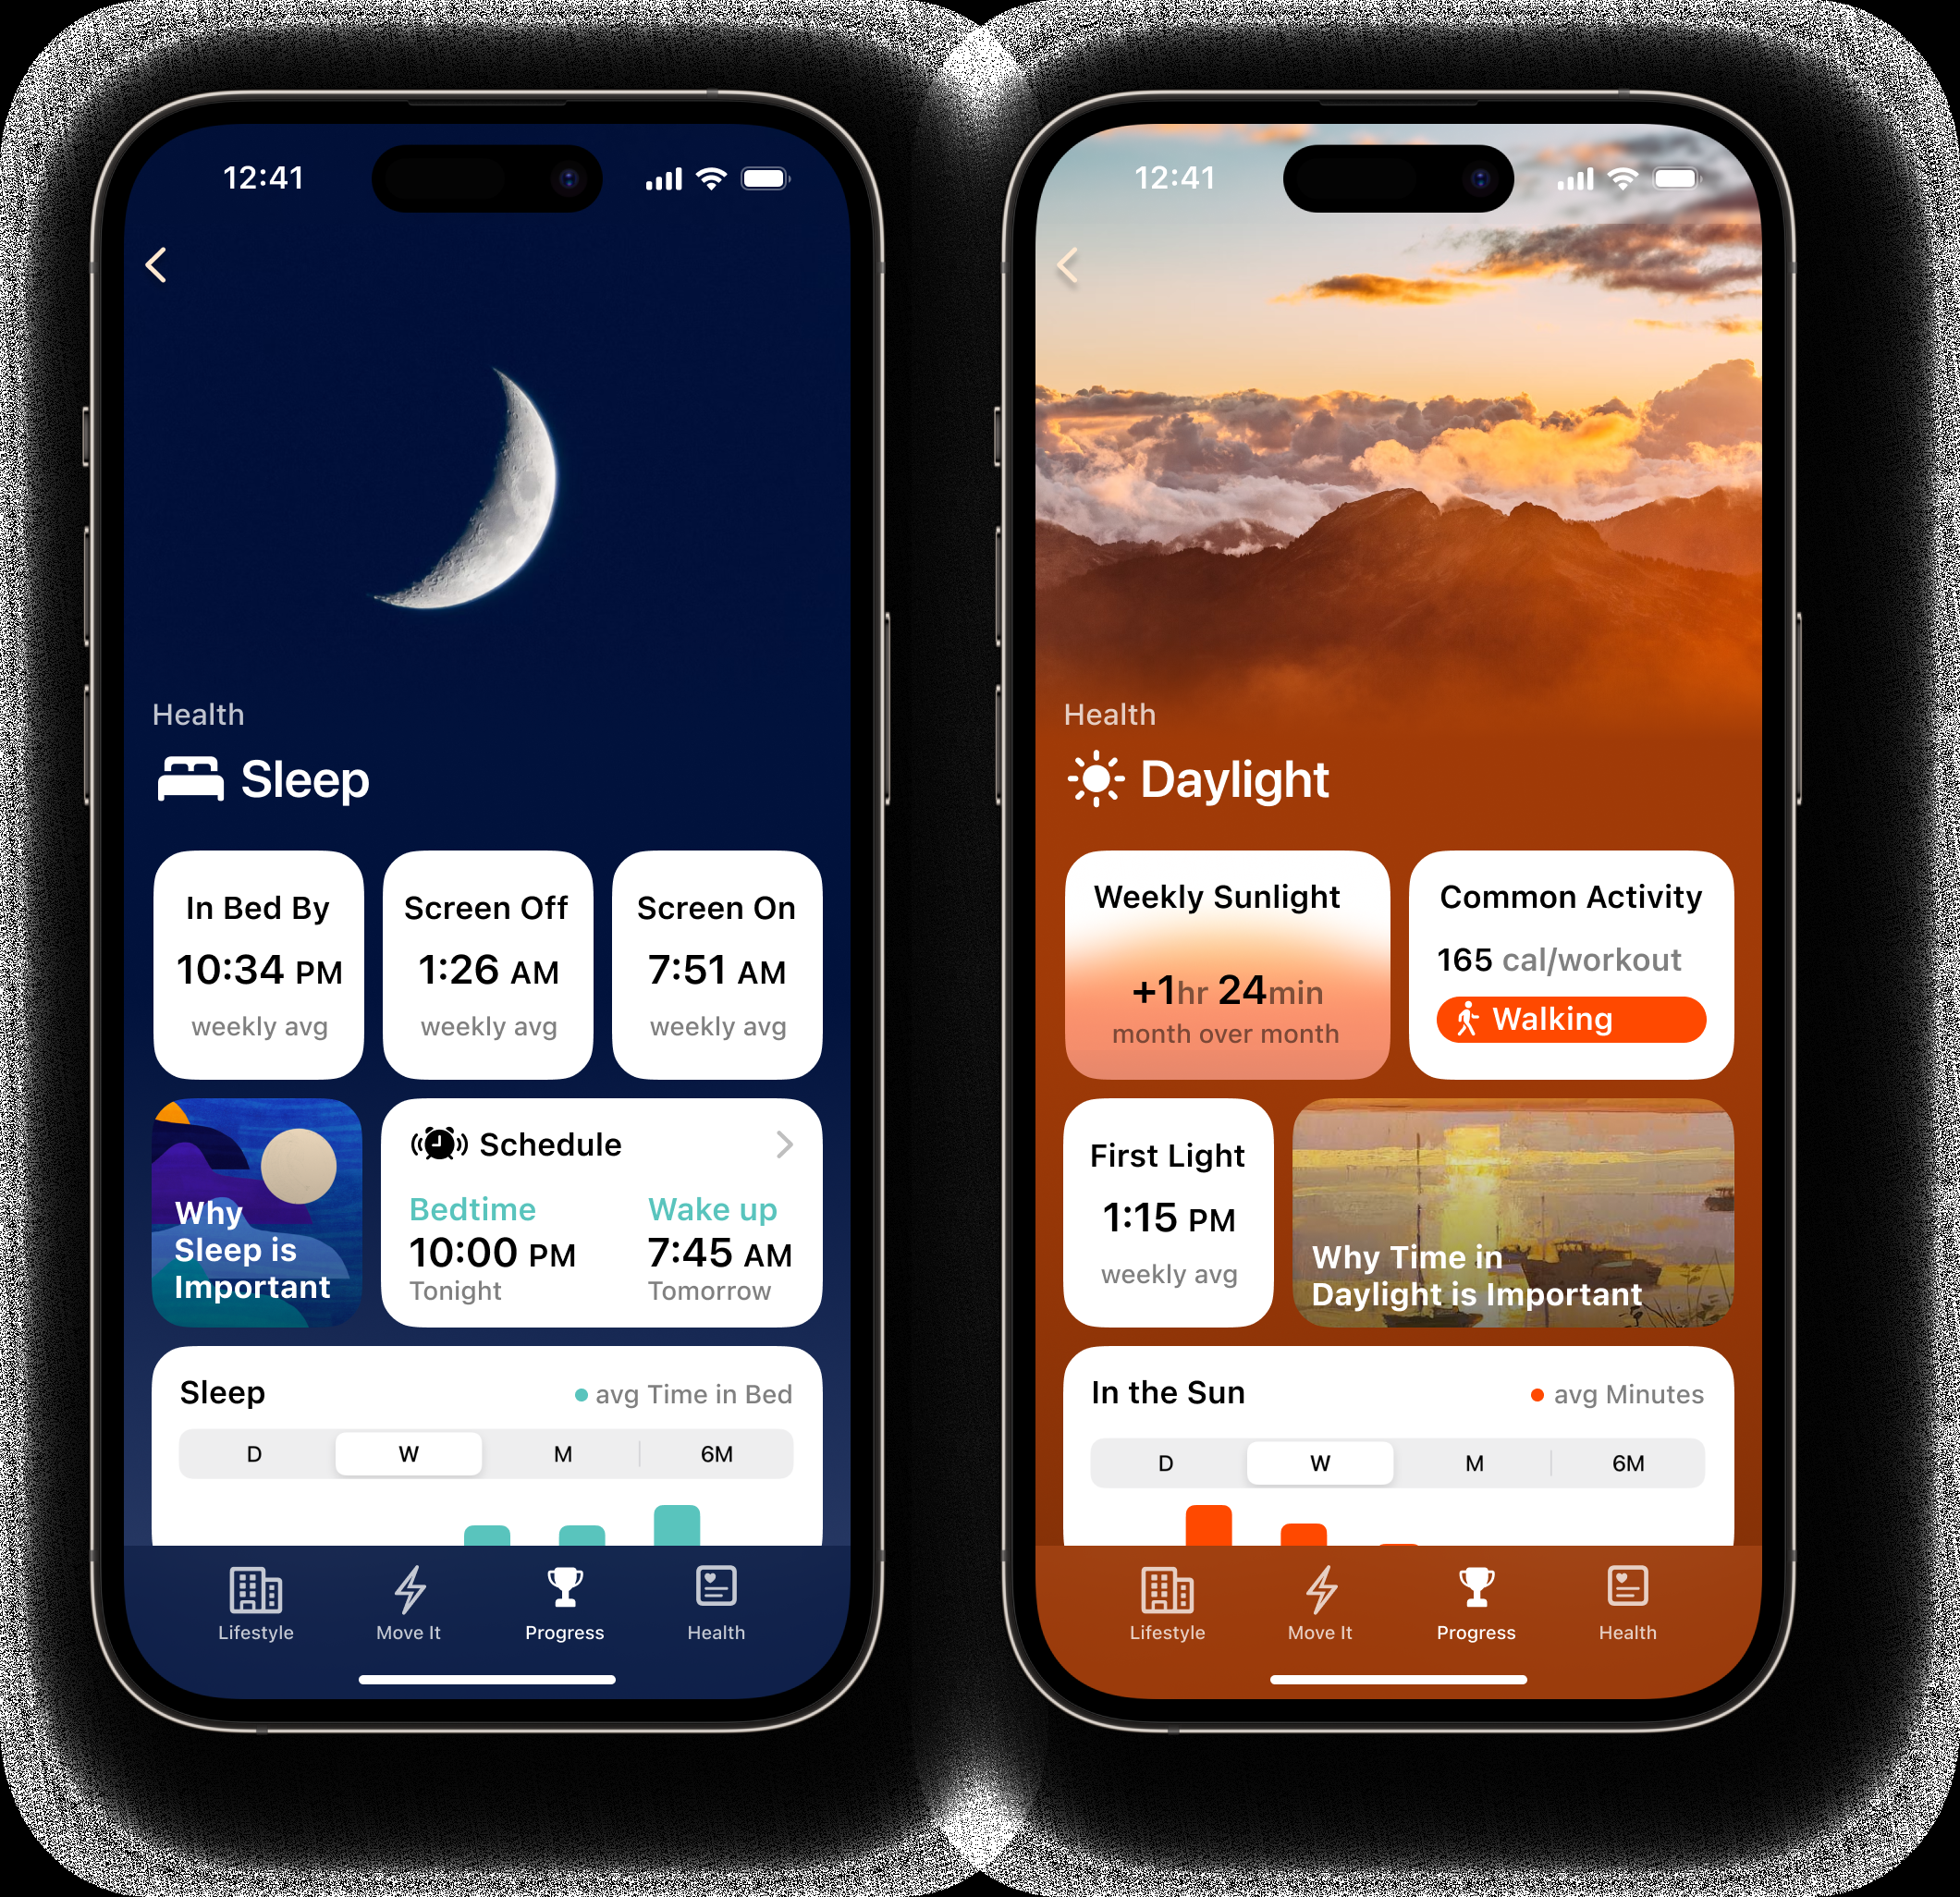 12:41
Health
Sleep
In Bed By
10:34 PM
weekly avg
Screen Off
1:26 AM
weekly avg
Screen On
7:51 AM
weekly avg
Why
Sleep is
Important
Schedule
Bedtime
10:00 PM
Tonight
Wake up
7:45 AM
Tomorrow
Sleep
avg Time in Bed
D
W
M
6M
Lifestyle
Move It
Progress
Health
12:41
Health
Daylight
Weekly Sunlight
+1hr 24min
month over month
Common Activity
165 cal/workout
Walking
First Light
1:15 PM
weekly avg
Why Time in
Daylight is Important
In the Sun
avg Minutes
D
W
M
6M
Lifestyle
Move It
Progress
Health